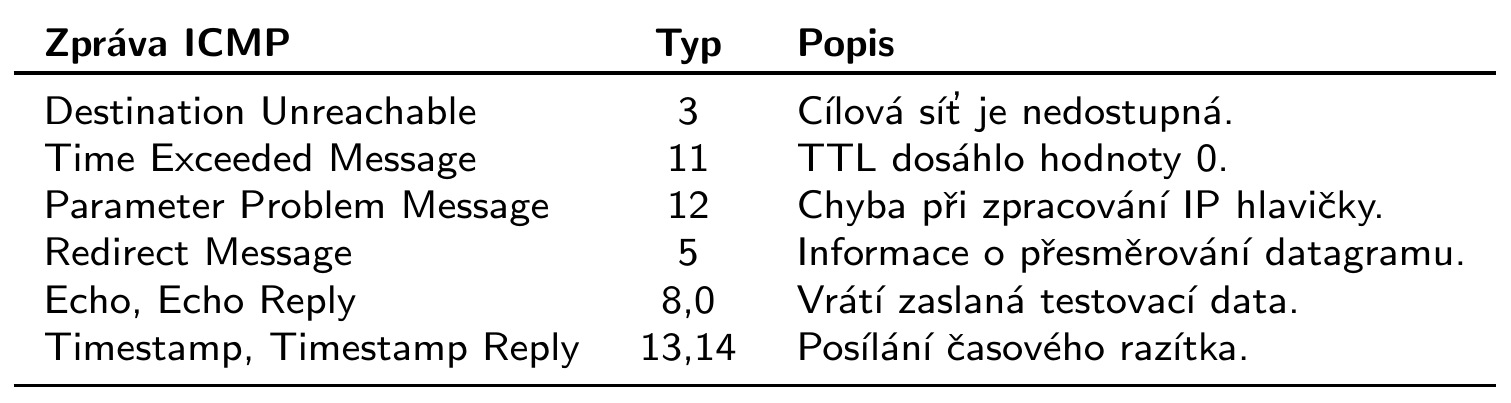 Zpráva ICMP Typ Popis
Destination Unreachable 3 Cílová síť je nedostupná.
Time Exceeded Message 11 TTL dosáhlo hodnoty 0.
Parameter Problem Message 12 Chyba při zpracování IP hlavičky.
Redirect Message 5 Informace o přesměrování datagramu.
Echo, Echo Reply 8,0 Vrátí zaslaná testovací data.
Timestamp, Timestamp Reply 13,14 Posílání časového razítka.